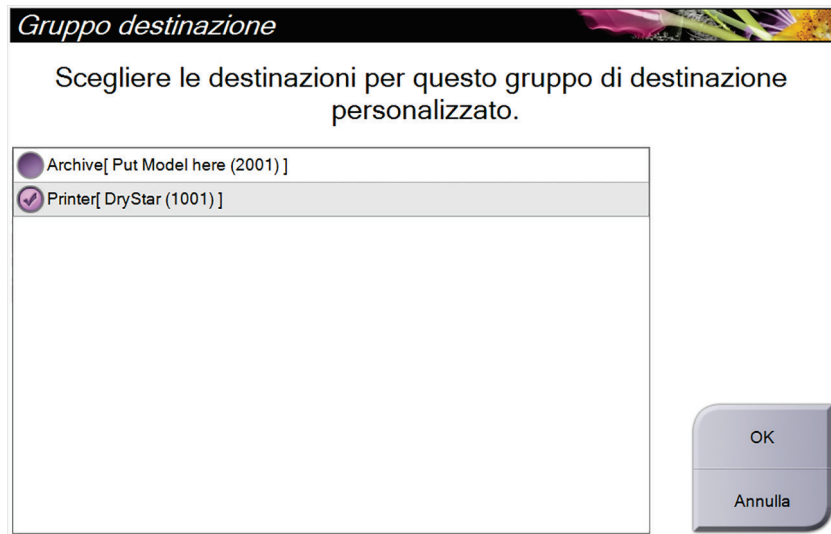 Gruppo destinazione
Scegliere le destinazioni per questo gruppo di destinazione
personalizzato.
Archive[ Put Model here (2001) ]
Printer[ DryStar (1001) ]
OK
Annulla